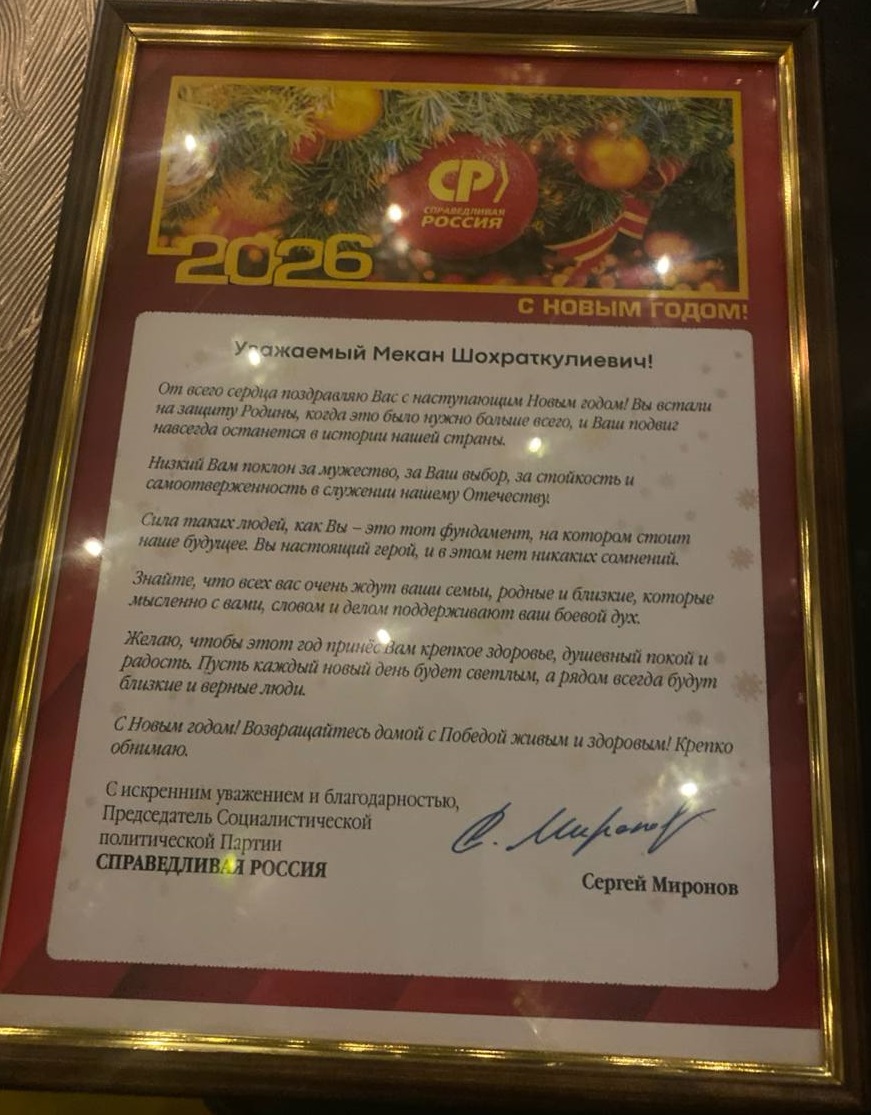 СР
СПРАВЕДЛИВАЯ
РОССИЯ
2026
С НОВЫМ ГОДОМ!
Уважаемый Мекан Шохраткулиевич!
От всего сердца поздравляю Вас с наступающим Новым годом! Вы встали
на защиту Родины, когда это было нужно больше всего, и Ваш подвиг
навсегда останется в истории нашей страны.
Низкий Вам поклон за мужество, за Ваш выбор, за стойкость и
самоотверженность в служении нашему Отечеству.
Сила таких людей, как Вы – это тот фундамент, на котором стоит
наше будущее. Вы настоящий герой, и в этом нет никаких сомнений.
Знайте, что всех вас очень ждут ваши семьи, родные и близкие, которые
мысленно с вами, словом и делом поддерживают ваш боевой дух.
Желаю, чтобы этот год принёс Вам крепкое здоровье, душевный покой и
радость. Пусть каждый новый день будет светлым, а рядом всегда будут
близкие и верные люди.
С Новым годом! Возвращайтесь домой с Победой живым и здоровым! Крепко
обнимаю.
С искренним уважением и благодарностью,
Председатель Социалистической
политической Партии
СПРАВЕДЛИВАЯ РОССИЯ
С. Миронов
Сергей Миронов